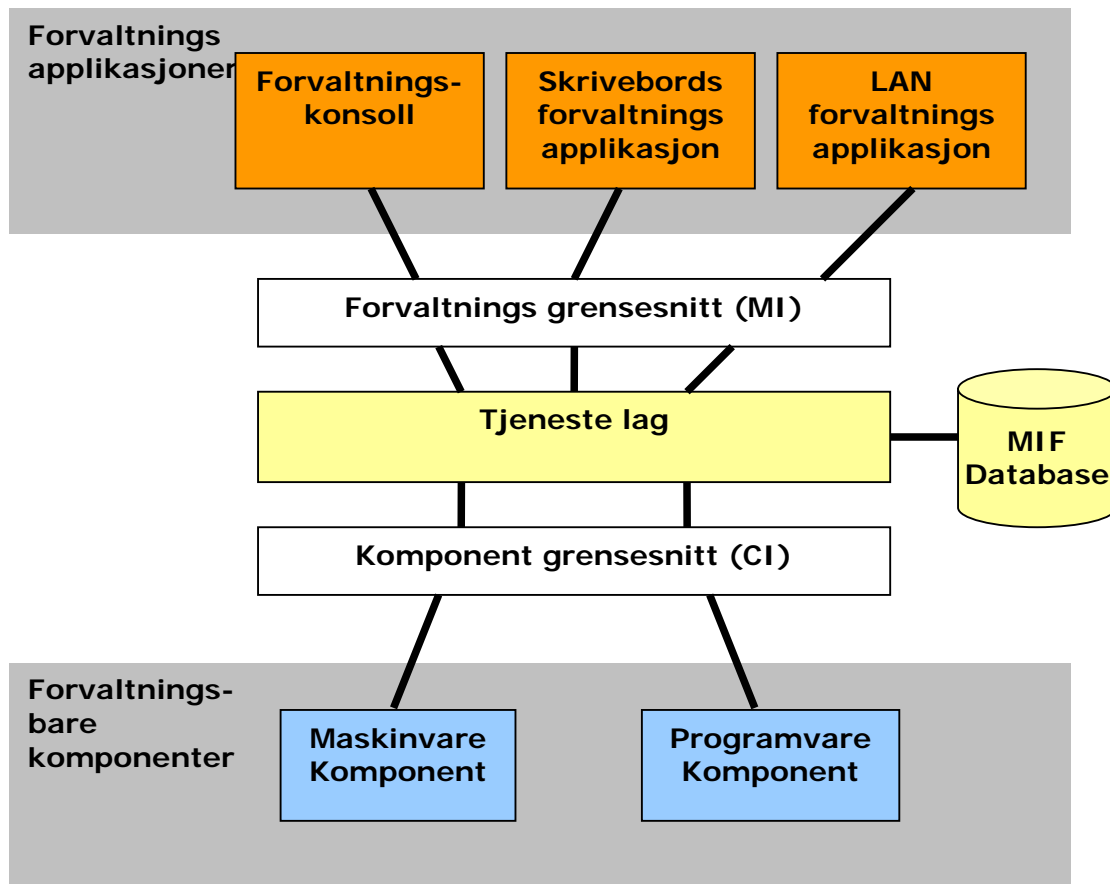 Forvaltnings
applikasjoner
Forvaltnings-
konsoll
Skrivebords
forvaltnings
applikasjon
LAN
forvaltnings
applikasjon
Forvaltnings grensesnitt (MI)
Tjeneste lag
MIF
Database
Komponent grensesnitt (CI)
Forvaltnings-
bare
komponenter
Maskinvare
Komponent
Programvare
Komponent